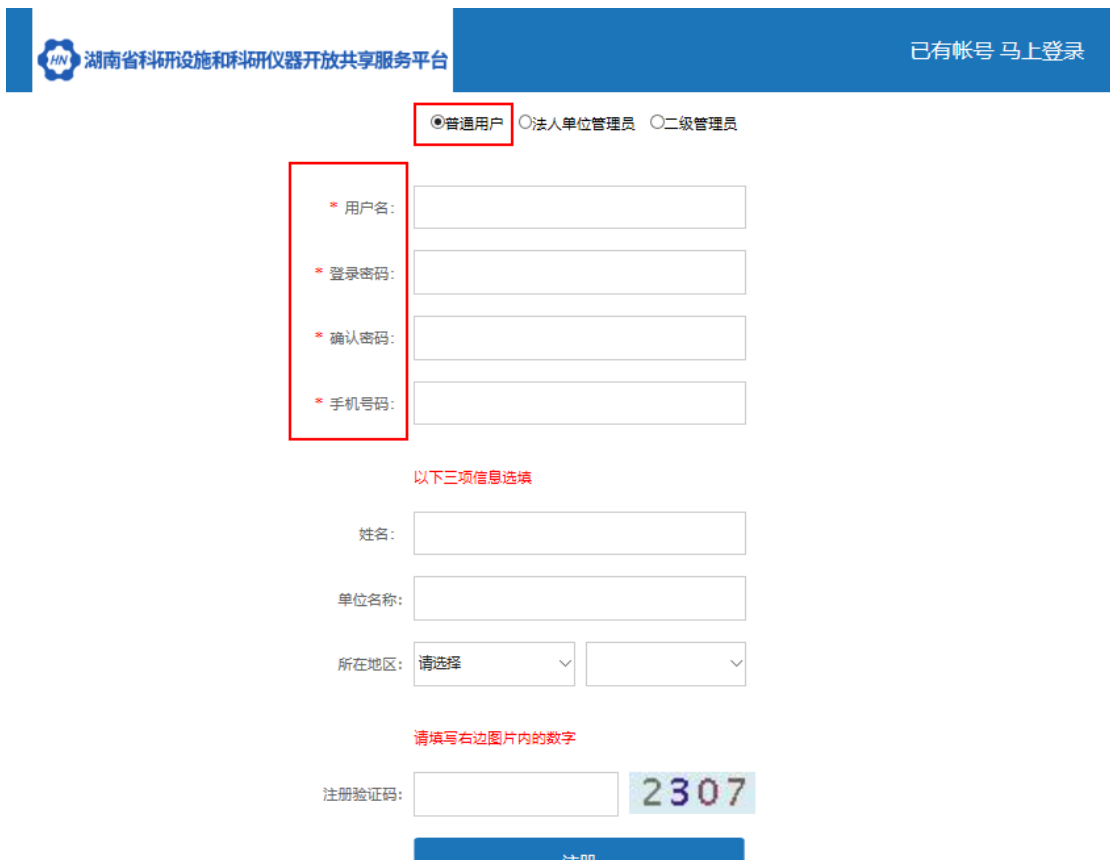 HN 湖南省科研设施和科研仪器开放共享服务平台 已有帐号 马上登录
普通用户 法人单位管理员 二级管理员
* 用户名:
* 登录密码:
* 确认密码:
* 手机号码:
以下三项信息选填
姓名:
单位名称:
所在地区: 请选择
请填写右边图片内的数字
注册验证码: 2307
注册